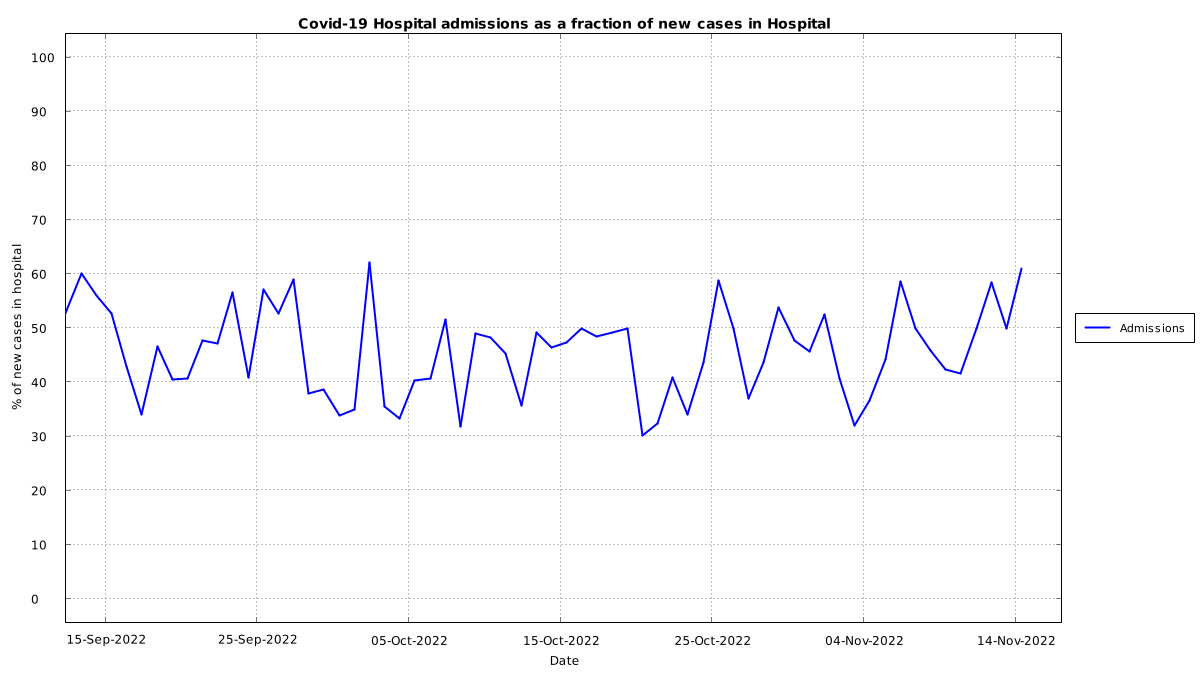 Covid-19 Hospital admissions as a fraction of new cases in Hospital
100
90
80
70
60
50
40
30
20
10
0
% of new cases in hospital
15-Sep-2022 25-Sep-2022 05-Oct-2022 15-Oct-2022 25-Oct-2022 04-Nov-2022 14-Nov-2022
Date
Admissions